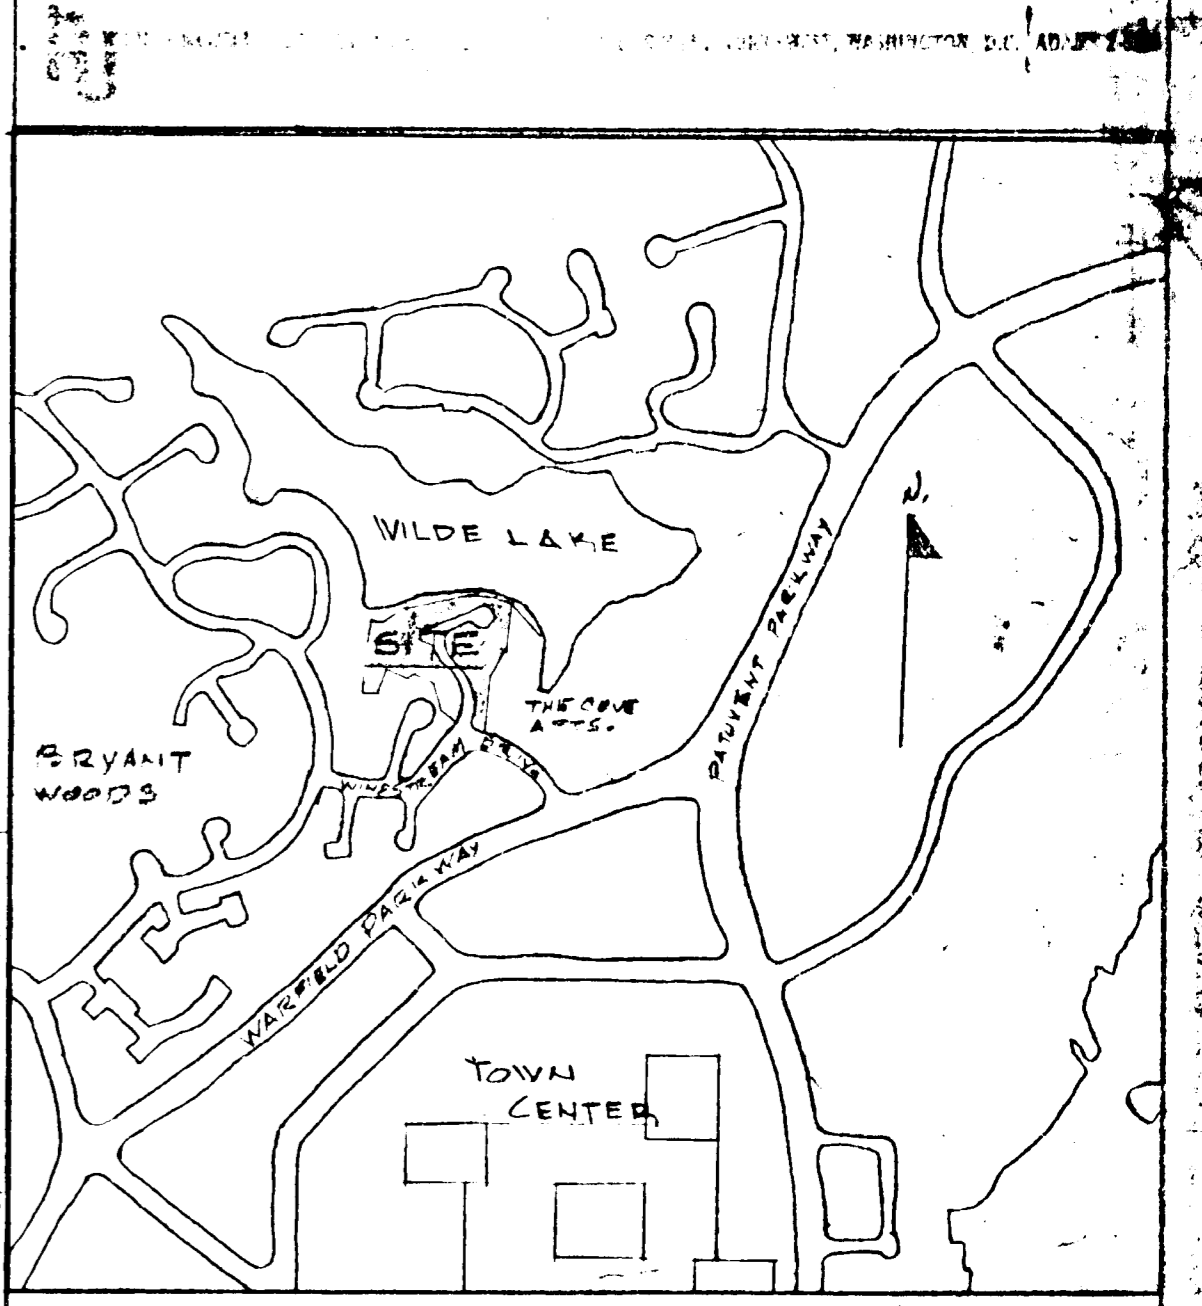 WASHINGTON, D.C.
N.
WILDE LAKE
SITE
THE COVE
APTS.
PATUXENT PARKWAY
BRYANT
WOODS
WINDSTREAM DRIVE
WARFIELD PARKWAY
TOWN
CENTER